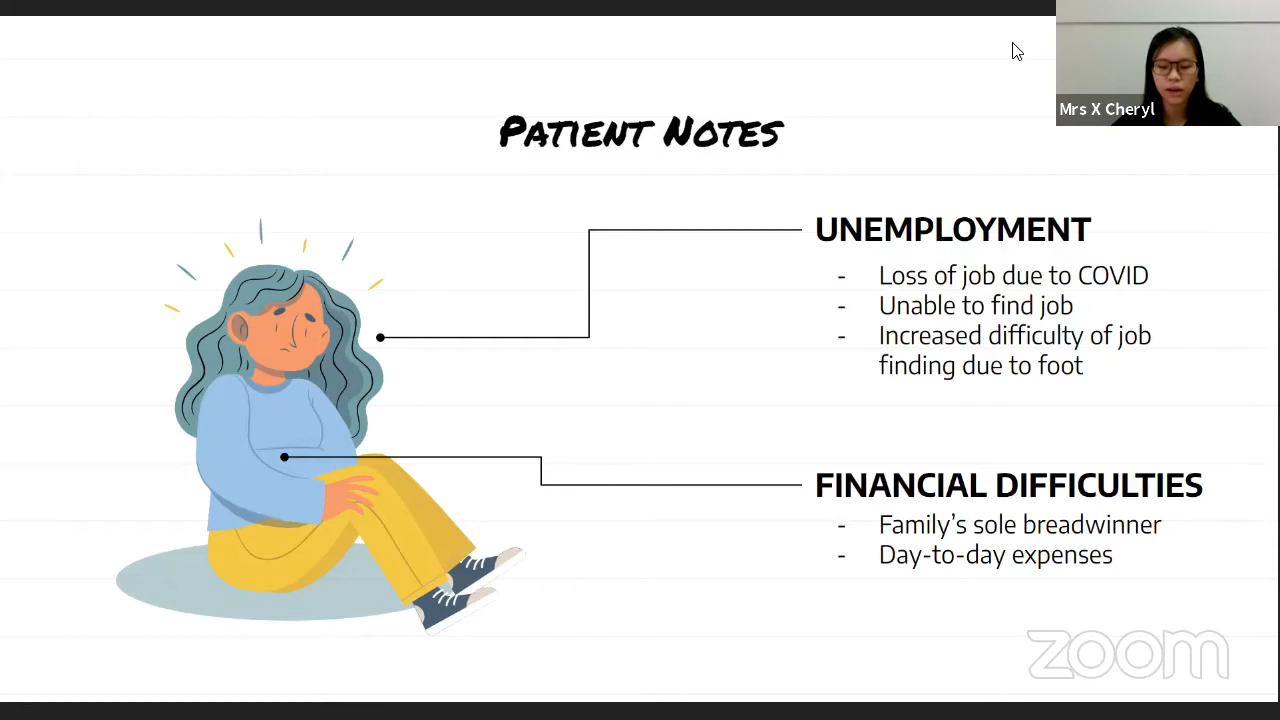 Mrs X Cheryl
PATIENT NOTES
UNEMPLOYMENT
- Loss of job due to COVID
- Unable to find job
- Increased difficulty of job
finding due to foot
FINANCIAL DIFFICULTIES
- Family’s sole breadwinner
- Day-to-day expenses
zoom